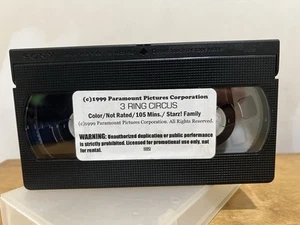 (c)1999 Paramount Pictures Corporation
3 RING CIRCUS
Color/Not Rated/105 Mins./ Starz! Family
(c)1999 Paramount Pictures Corporation. All Rights Reserved.
WARNING: Unauthorized duplication or public performance
is strictly prohibited. Licensed for promotional use only, not
for rental.